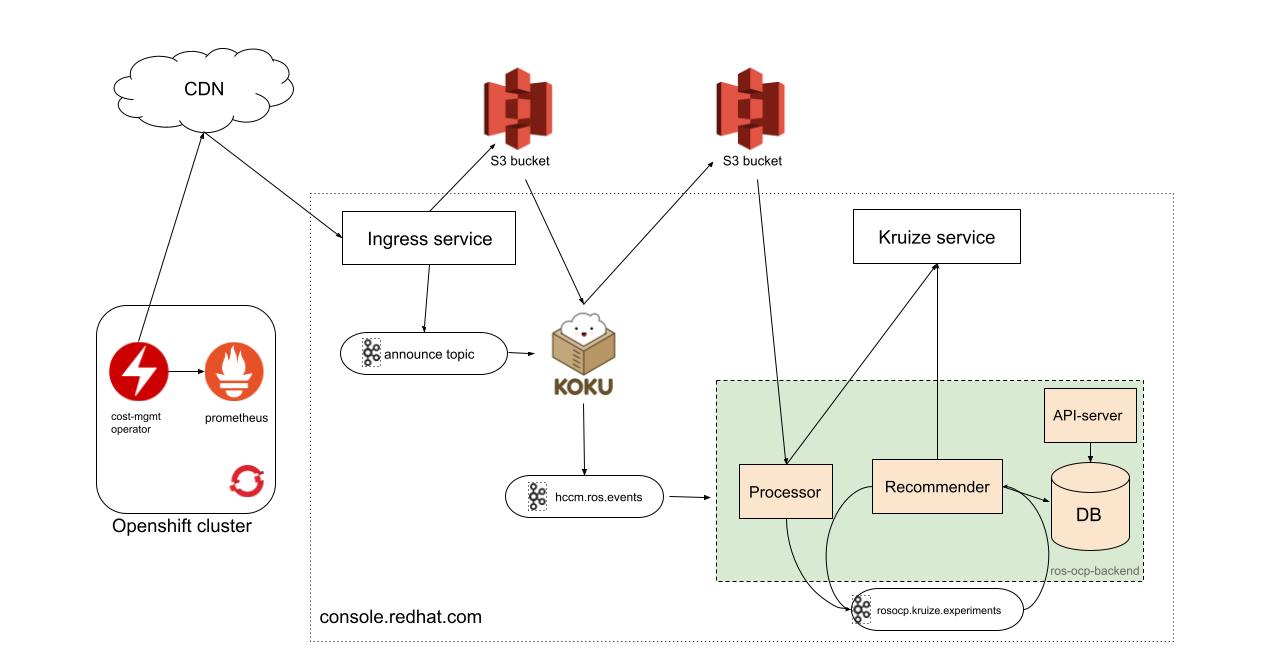 CDN
S3 bucket
S3 bucket
Ingress service
Kruize service
announce topic
KOKU
cost-mgmt
operator
prometheus
Openshift cluster
API-server
Processor
Recommender
hccm.ros.events
DB
ros-ocp-backend
rosocp.kruize.experiments
console.redhat.com